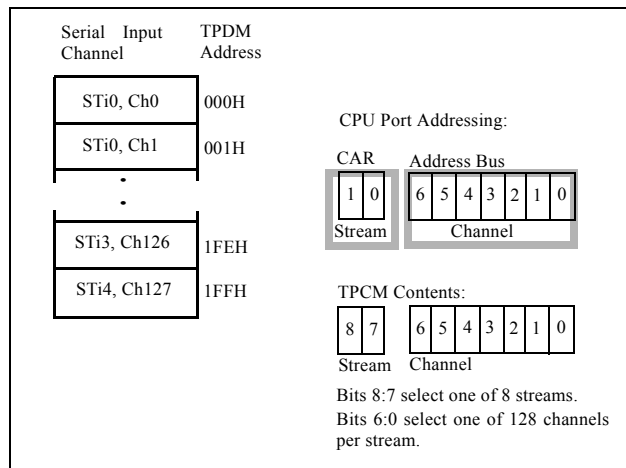 Serial Input Channel
TPDM Address
STi0, Ch0 000H
STi0, Ch1 001H
STi3, Ch126 1FEH
STi4, Ch127 1FFH
CPU Port Addressing:
CAR Address Bus
1 0 6 5 4 3 2 1 0
Stream Channel
TPCM Contents:
8 7 6 5 4 3 2 1 0
Stream Channel
Bits 8:7 select one of 8 streams.
Bits 6:0 select one of 128 channels
per stream.